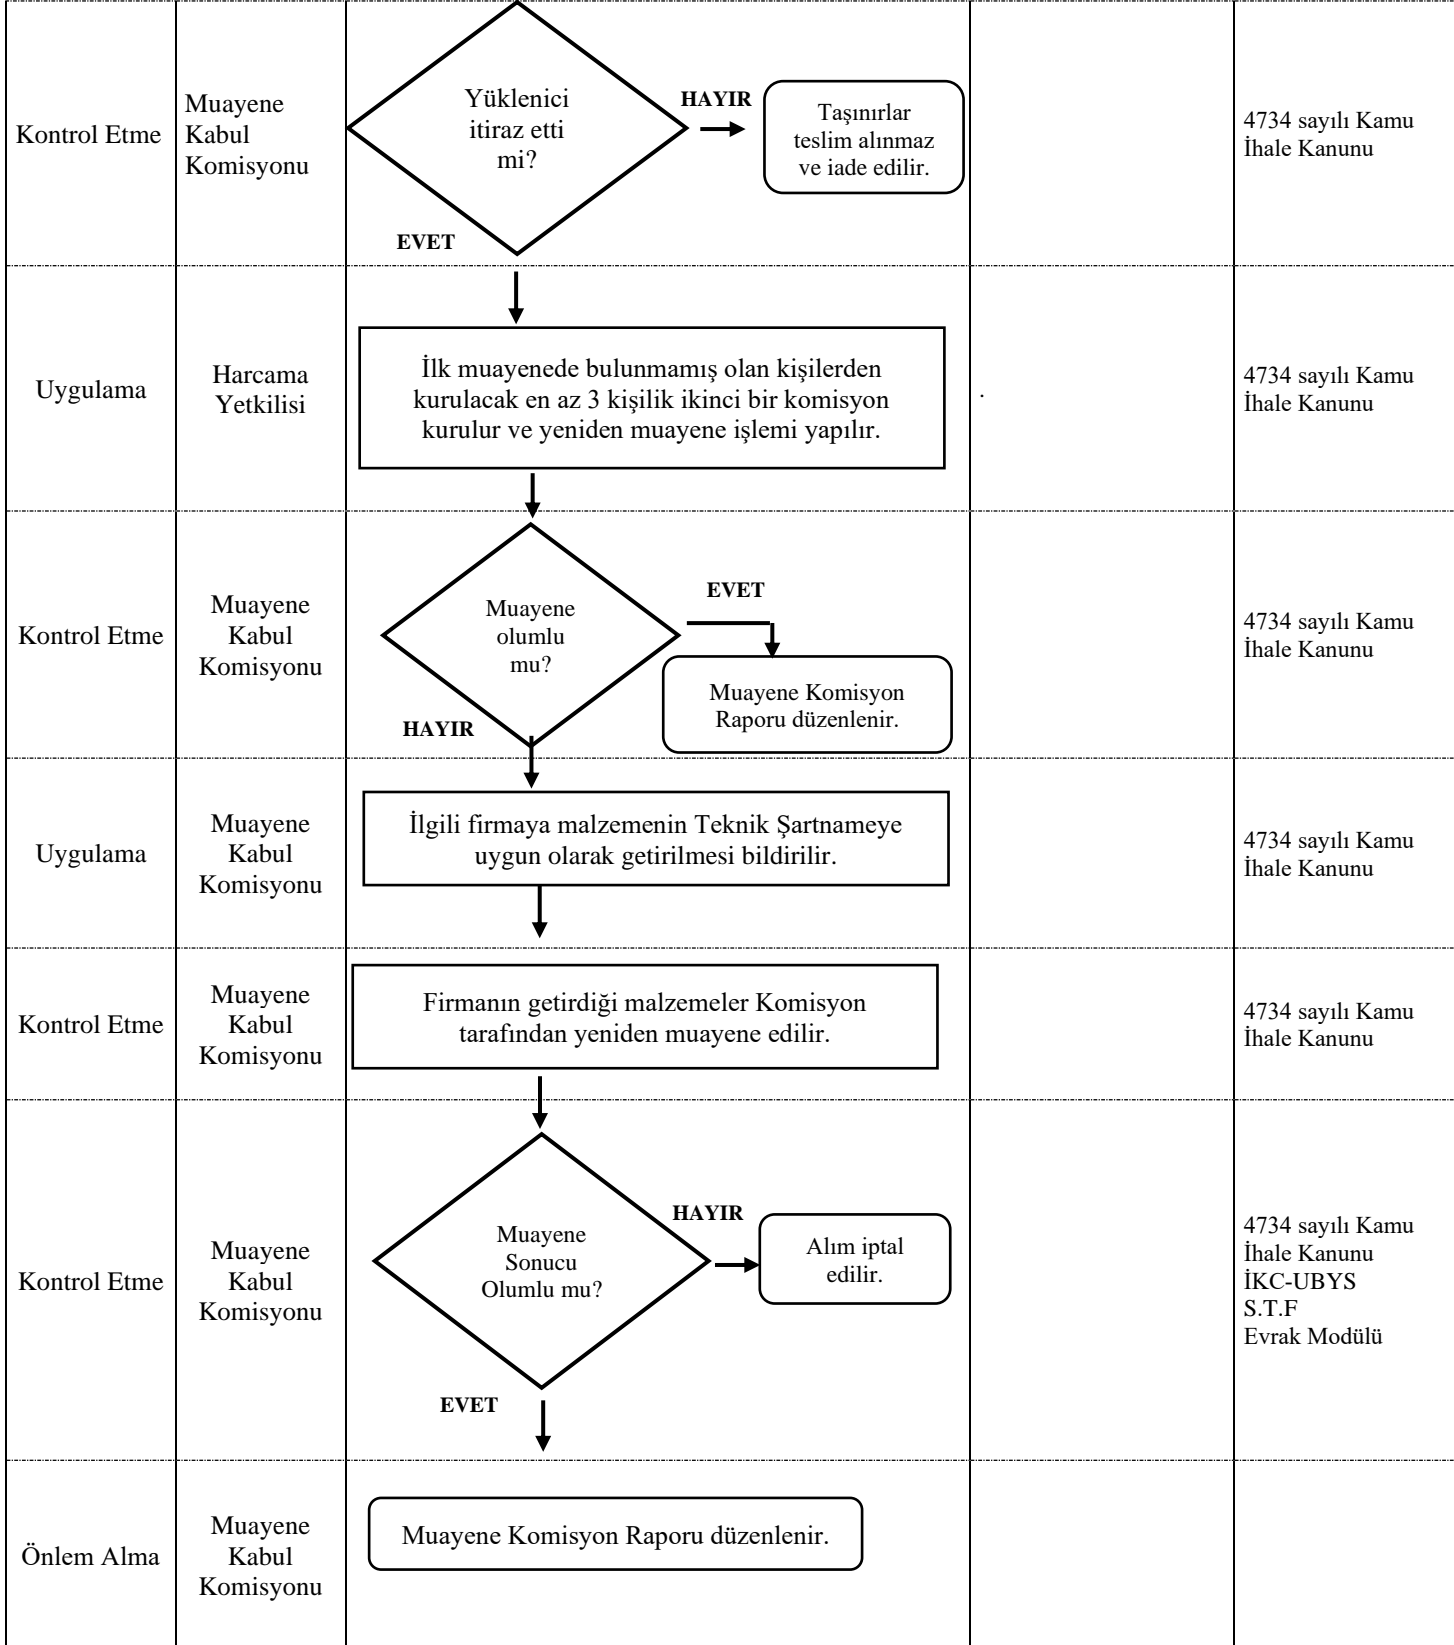 Kontrol Etme
Muayene
Kabul
Komisyonu
Yüklenici
itiraz etti
mi?
HAYIR
Taşınırlar
teslim alınmaz
ve iade edilir.
EVET
4734 sayılı Kamu
İhale Kanunu
Uygulama
Harcama
Yetkilisi
İlk muayenede bulunmamış olan kişilerden
kurulacak en az 3 kişilik ikinci bir komisyon
kurulur ve yeniden muayene işlemi yapılır.
.
4734 sayılı Kamu
İhale Kanunu
Kontrol Etme
Muayene
Kabul
Komisyonu
Muayene
olumlu
mu?
EVET
Muayene Komisyon
Raporu düzenlenir.
HAYIR
4734 sayılı Kamu
İhale Kanunu
Uygulama
Muayene
Kabul
Komisyonu
İlgili firmaya malzemenin Teknik Şartnameye
uygun olarak getirilmesi bildirilir.
4734 sayılı Kamu
İhale Kanunu
Kontrol Etme
Muayene
Kabul
Komisyonu
Firmanın getirdiği malzemeler Komisyon
tarafından yeniden muayene edilir.
4734 sayılı Kamu
İhale Kanunu
Kontrol Etme
Muayene
Kabul
Komisyonu
Muayene
Sonucu
Olumlu mu?
HAYIR
Alım iptal
edilir.
EVET
4734 sayılı Kamu
İhale Kanunu
İKC-UBYS
S.T.F
Evrak Modülü
Önlem Alma
Muayene
Kabul
Komisyonu
Muayene Komisyon Raporu düzenlenir.